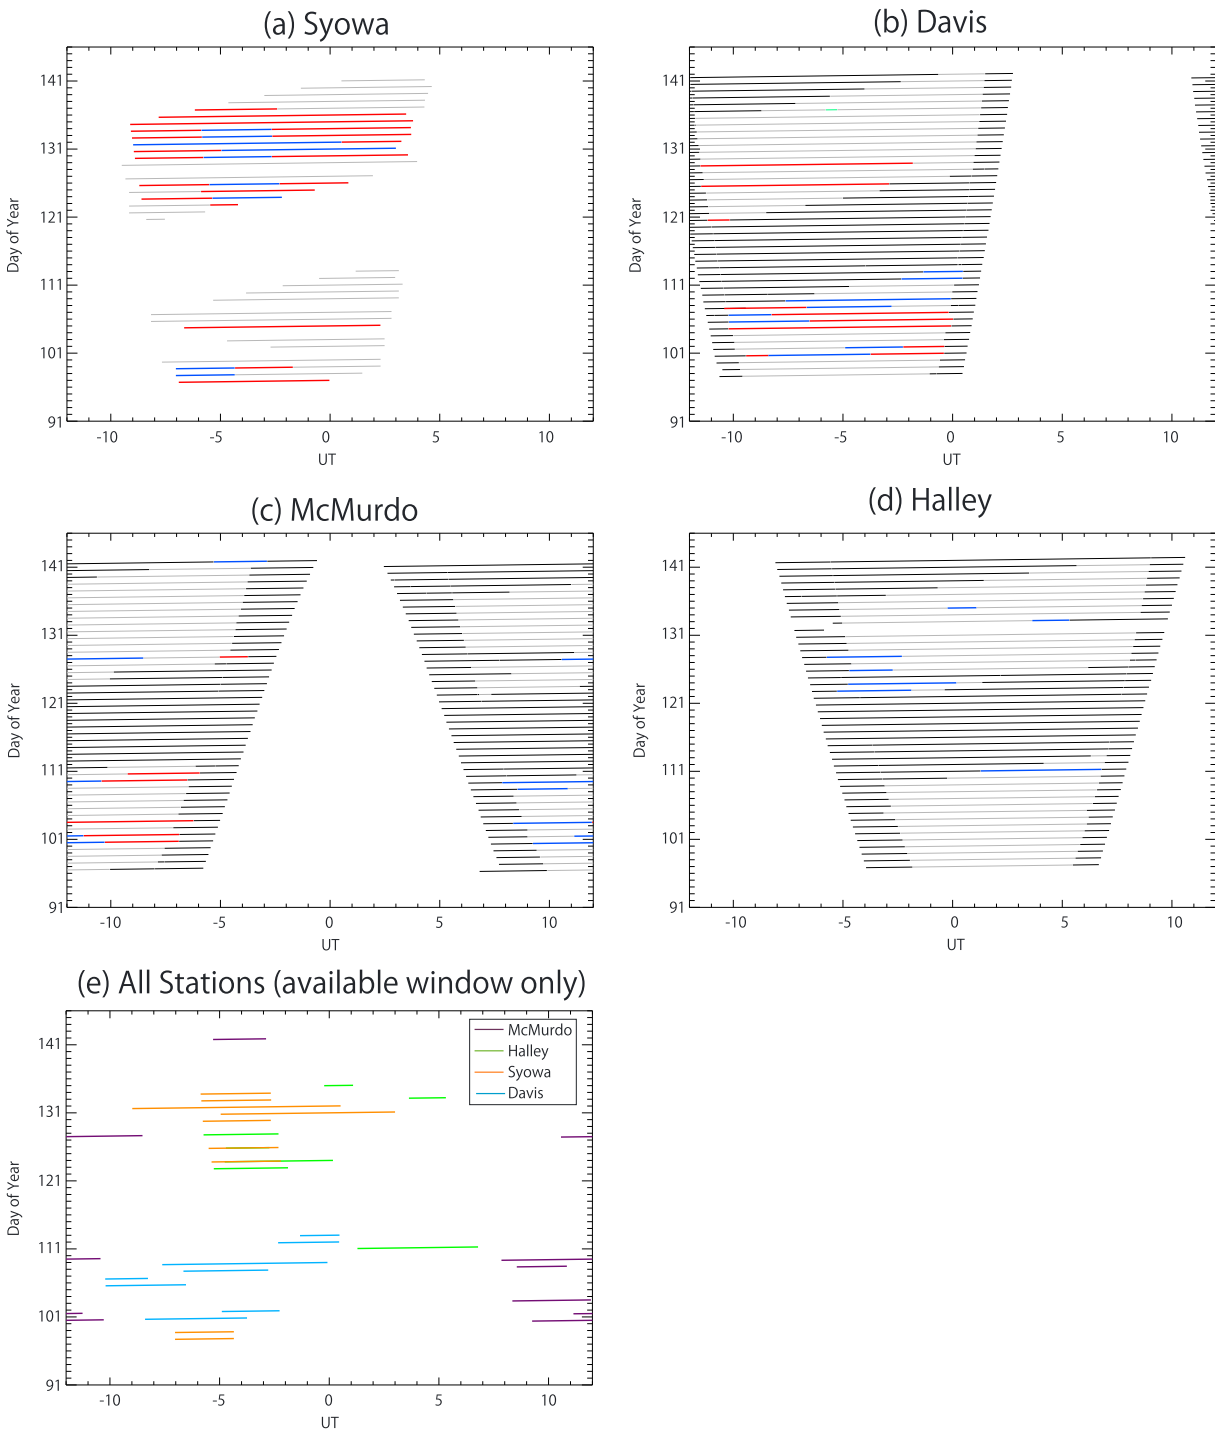 (a) Syowa
141
131
121
111
101
91
Day of Year
-10 -5 0 5 10
UT
(b) Davis
141
131
121
111
101
91
Day of Year
-10 -5 0 5 10
UT
(c) McMurdo
141
131
121
111
101
91
Day of Year
-10 -5 0 5 10
UT
(d) Halley
141
131
121
111
101
91
Day of Year
-10 -5 0 5 10
UT
(e) All Stations (available window only)
McMurdo
Halley
Syowa
Davis
141
131
121
111
101
91
Day of Year
-10 -5 0 5 10
UT